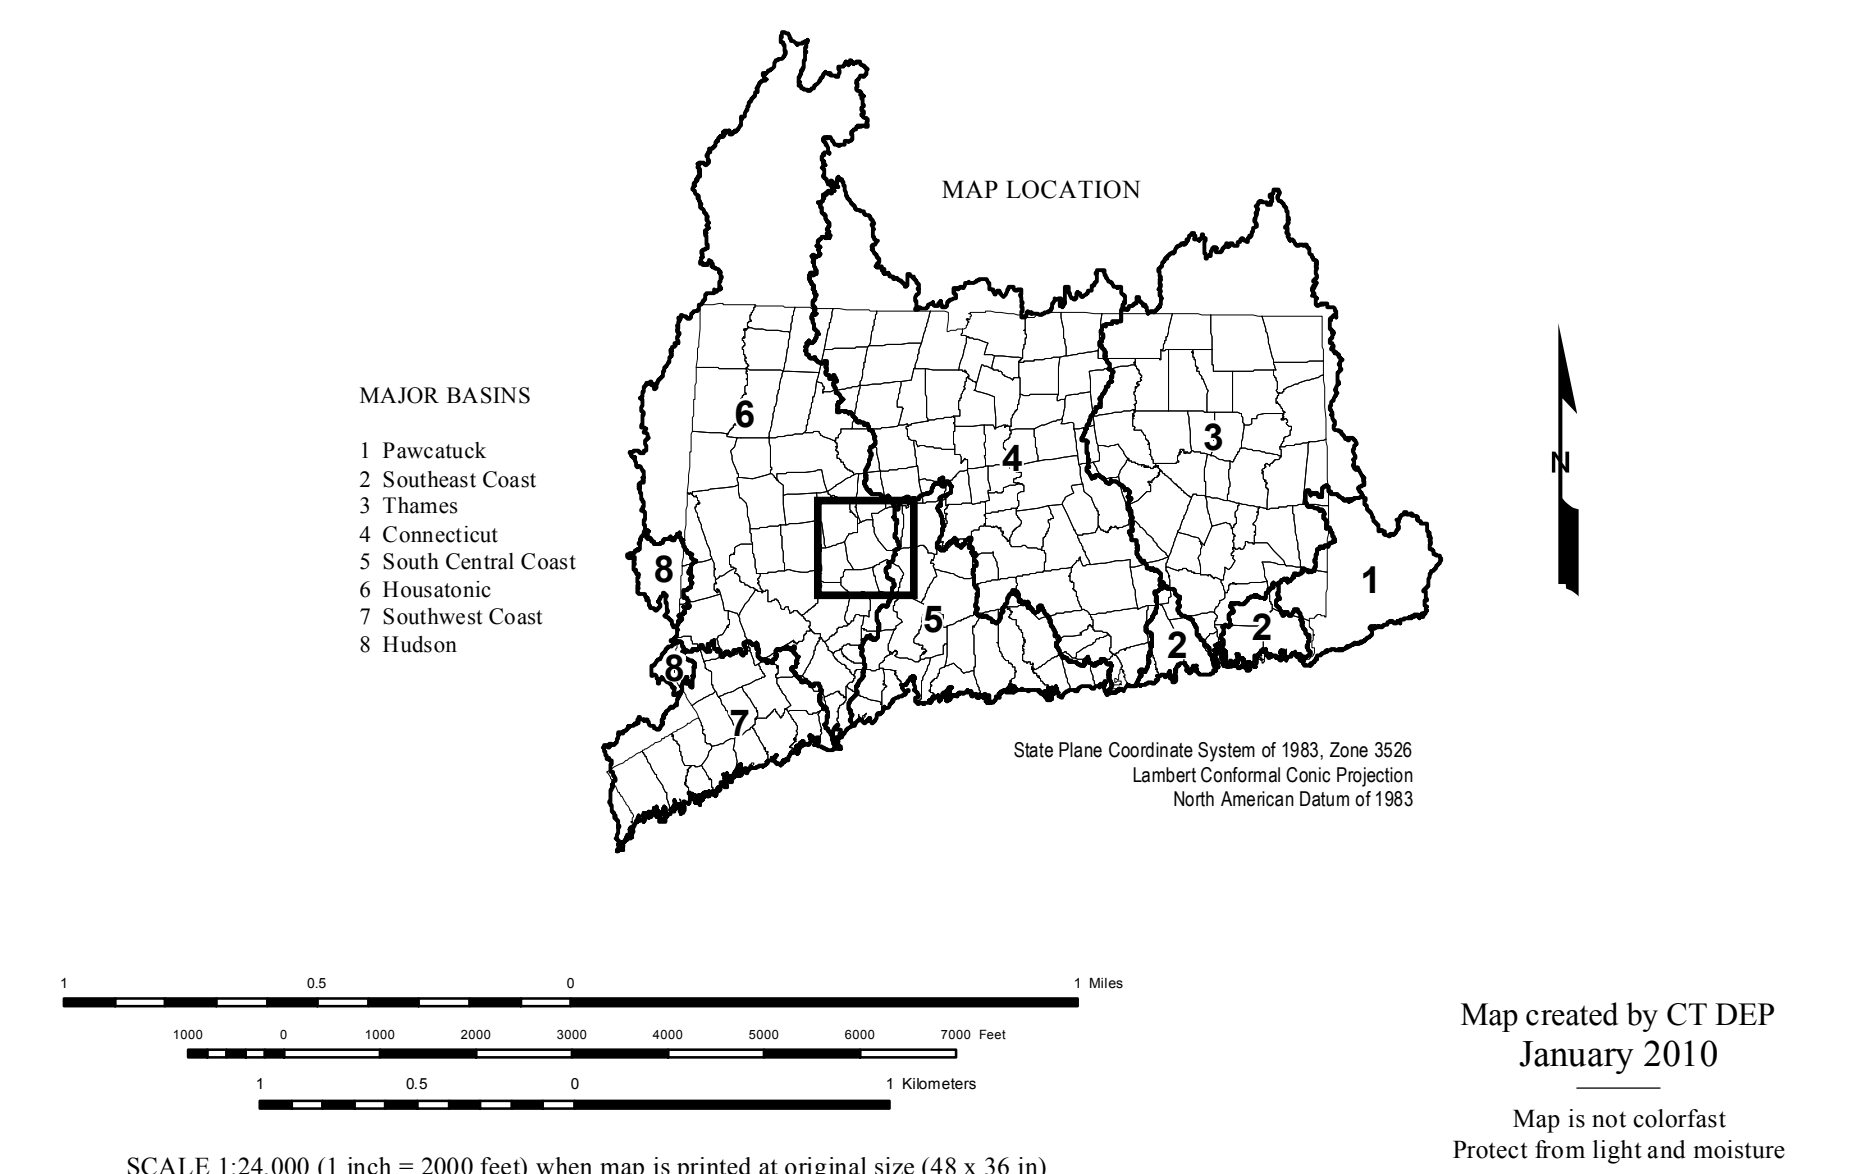 MAP LOCATION
MAJOR BASINS
1 Pawcatuck
2 Southeast Coast
3 Thames
4 Connecticut
5 South Central Coast
6 Housatonic
7 Southwest Coast
8 Hudson
6
4
3
8
1
5
2
2
8
7
N
State Plane Coordinate System of 1983, Zone 3526
Lambert Conformal Conic Projection
North American Datum of 1983
1 0.5 0 1 Miles
1000 0 1000 2000 3000 4000 5000 6000 7000 Feet
1 0.5 0 1 Kilometers
SCALE 1:24,000 (1 inch = 2000 feet) when map is printed at original size (48 x 36 in)
Map created by CT DEP
January 2010
Map is not colorfast
Protect from light and moisture